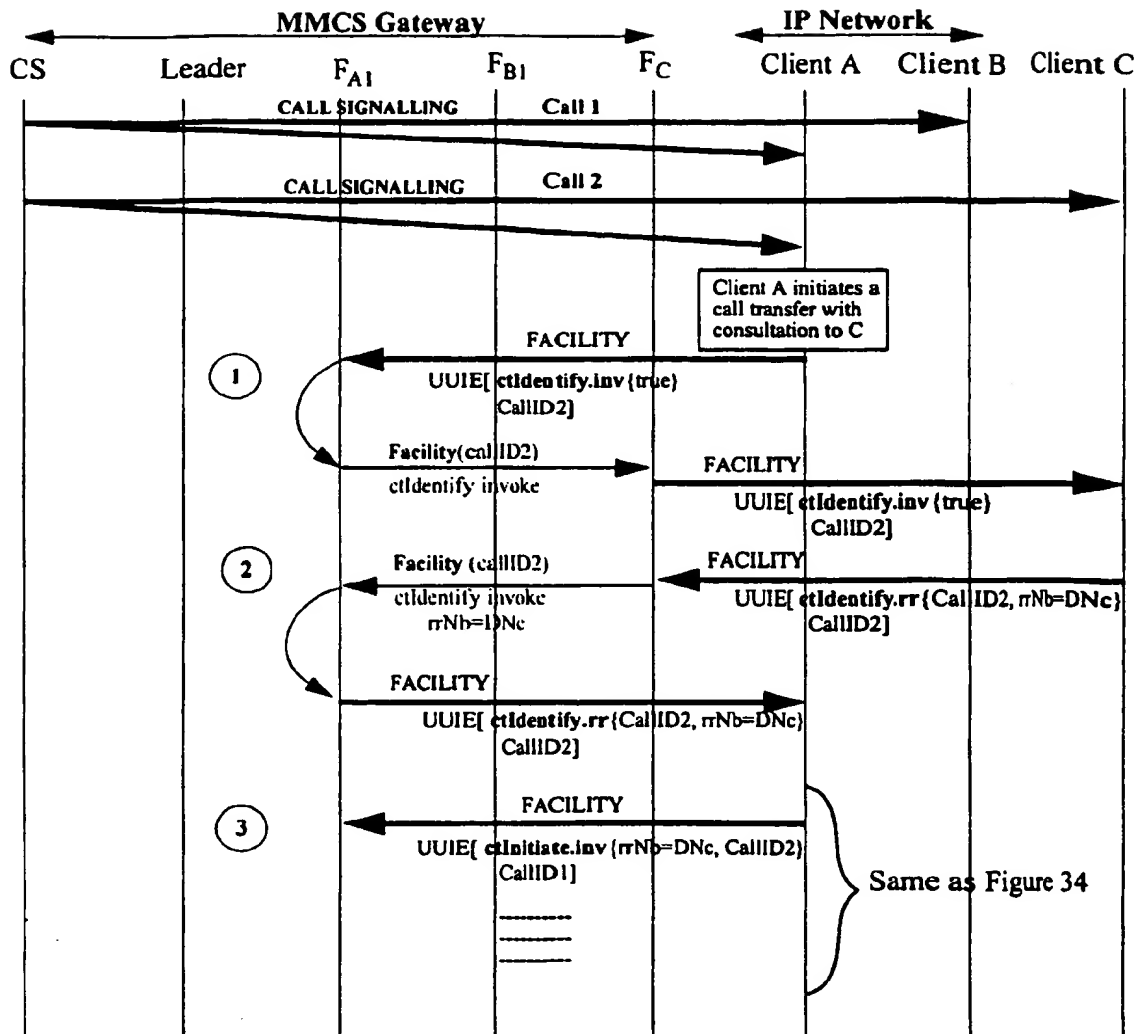 MMCS Gateway IP Network
CS Leader FA1 FB1 FC Client A Client B Client C
CALL SIGNALLING Call 1
CALL SIGNALLING Call 2
Client A initiates a
call transfer with
consultation to C
FACILITY
1
UUIE[ ctIdentify.inv{true}
CallID2]
Facility(callID2)
ctIdentify invoke
FACILITY
UUIE[ ctIdentify.inv{true}
CallID2]
2
Facility (callID2)
ctIdentify invoke
rrNb=DNc
FACILITY
UUIE[ ctIdentify.rr{CallID2, rrNb=DNc}
CallID2]
FACILITY
UUIE[ ctIdentify.rr{CallID2, rrNb=DNc}
CallID2]
3
FACILITY
UUIE[ ctInitiate.inv{rrNb=DNc, CallID2}
CallID1]
Same as Figure 34